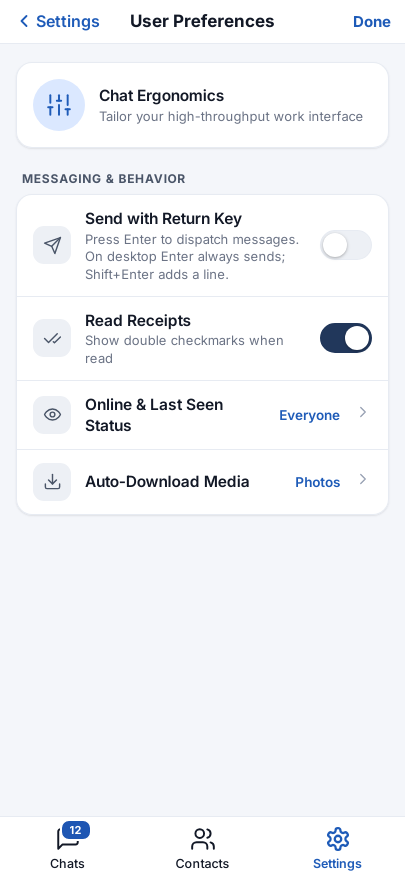 Settings
User Preferences
Done
Chat Ergonomics
Tailor your high-throughput work interface
MESSAGING & BEHAVIOR
Send with Return Key
Press Enter to dispatch messages.
On desktop Enter always sends;
Shift+Enter adds a line.
Read Receipts
Show double checkmarks when
read
Online & Last Seen
Status
Everyone
Auto-Download Media
Photos
12
Chats
Contacts
Settings